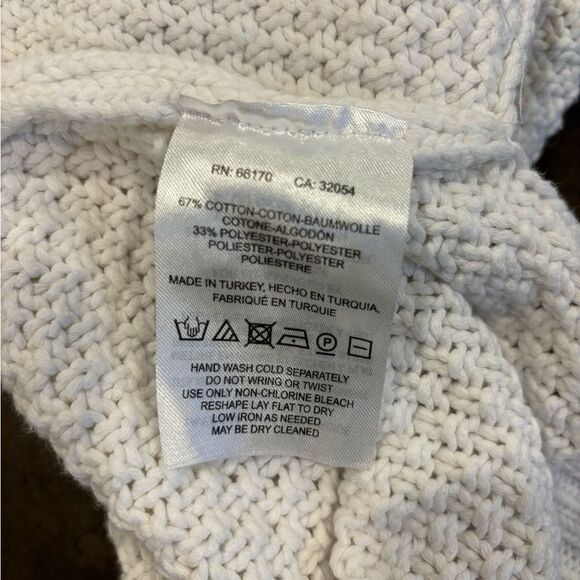 RN: 66170 CA: 32054
67% COTTON-COTON-BAUMWOLLE
COTONE-ALGODÓN
33% POLYESTER-POLYESTER
POLIESTER-POLYESTER
POLIESTERE
MADE IN TURKEY, HECHO EN TURQUIA,
FABRIQUÉ EN TURQUIE
P
HAND WASH COLD SEPARATELY
DO NOT WRING OR TWIST
USE ONLY NON-CHLORINE BLEACH
RESHAPE LAY FLAT TO DRY
LOW IRON AS NEEDED
MAY BE DRY CLEANED